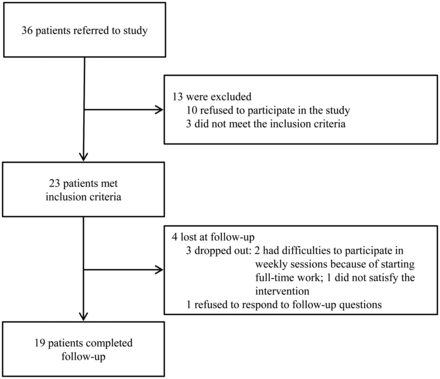 36 patients referred to study
13 were excluded
10 refused to participate in the study
3 did not meet the inclusion criteria
23 patients met
inclusion criteria
4 lost at follow-up
3 dropped out: 2 had difficulties to participate in
weekly sessions because of starting
full-time work; 1 did not satisfy the
intervention
1 refused to respond to follow-up questions
19 patients completed
follow-up